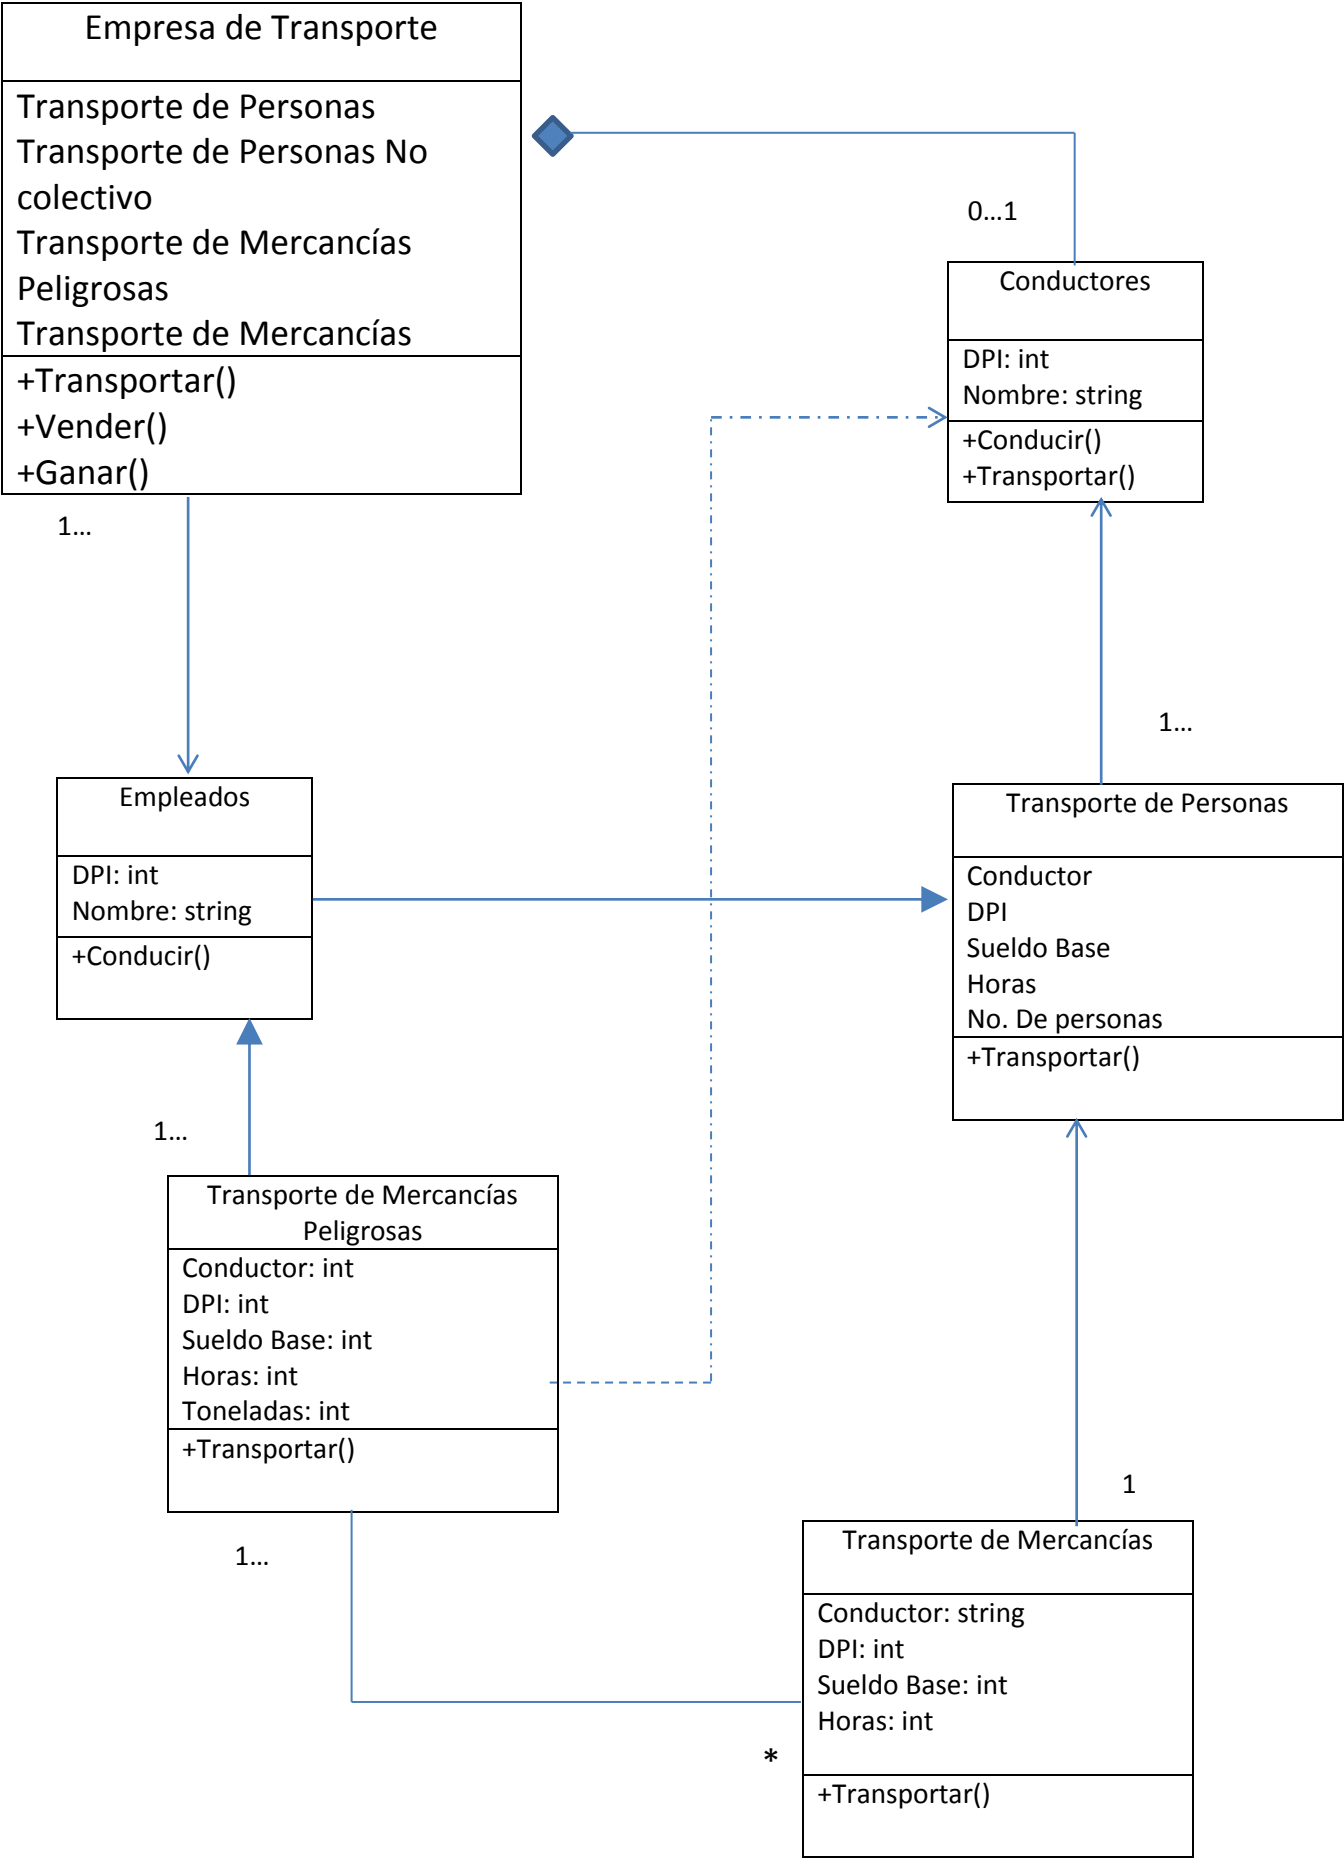 Empresa de Transporte
Transporte de Personas
Transporte de Personas No
colectivo
Transporte de Mercancías
Peligrosas
Transporte de Mercancías
+Transportar()
+Vender()
+Ganar()
1...
0...1
Conductores
DPI: int
Nombre: string
+Conducir()
+Transportar()
1...
Empleados
DPI: int
Nombre: string
+Conducir()
Transporte de Personas
Conductor
DPI
Sueldo Base
Horas
No. De personas
+Transportar()
1...
Transporte de Mercancías
Peligrosas
Conductor: int
DPI: int
Sueldo Base: int
Horas: int
Toneladas: int
+Transportar()
1...
1
Transporte de Mercancías
Conductor: string
DPI: int
Sueldo Base: int
Horas: int
*
+Transportar()